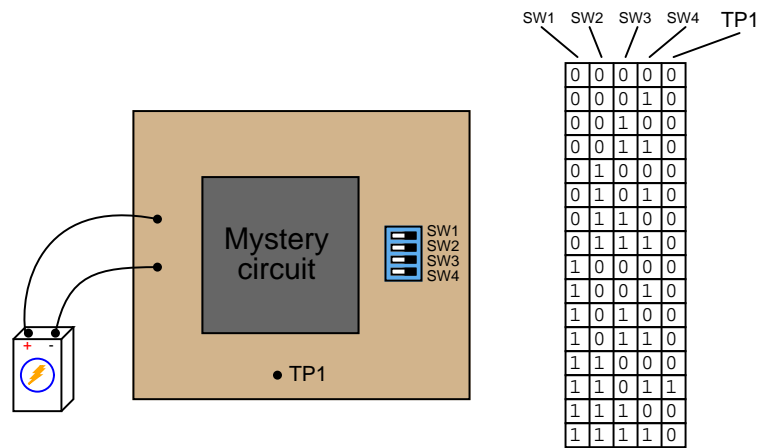 SW1 SW2 SW3 SW4 TP1
0 0 0 0 0
0 0 0 1 0
0 0 1 0 0
0 0 1 1 0
0 1 0 0 0
0 1 0 1 0
0 1 1 0 0
0 1 1 1 0
1 0 0 0 0
1 0 0 1 0
1 0 1 0 0
1 0 1 1 0
1 1 0 0 0
1 1 0 1 1
1 1 1 0 0
1 1 1 1 0
Mystery
circuit
SW1
SW2
SW3
SW4
TP1
+ -